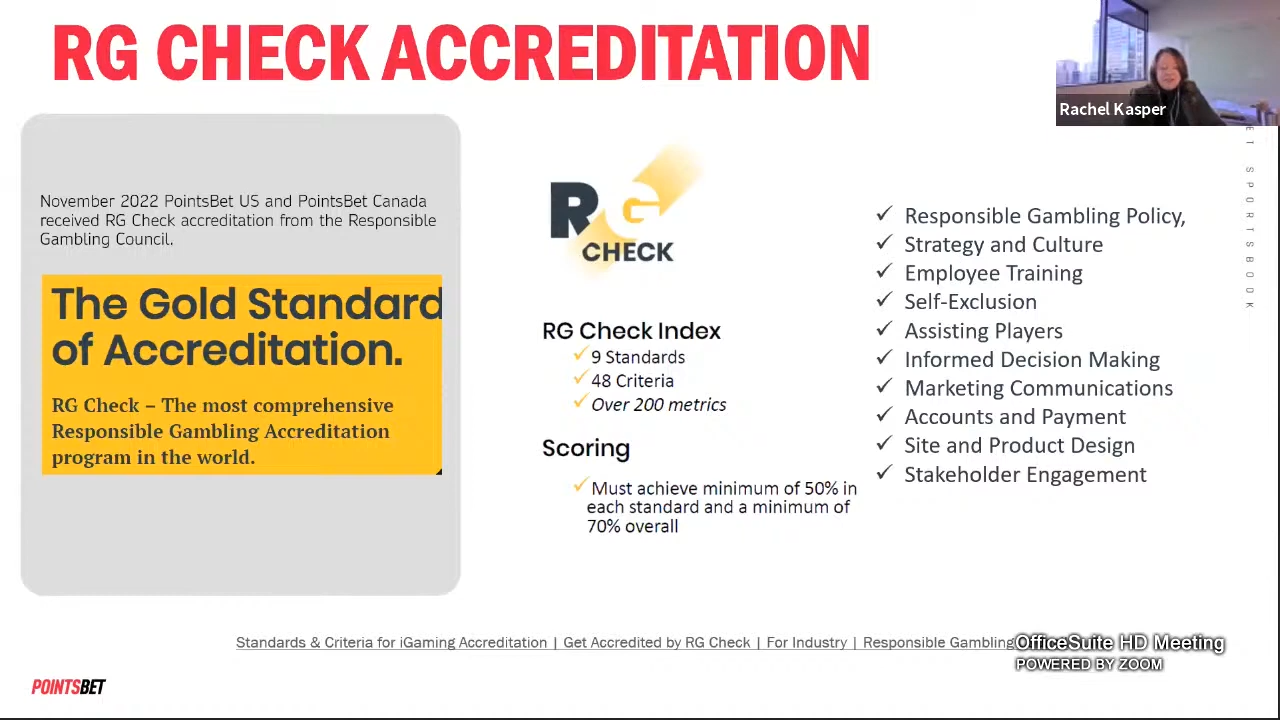 RG CHECK ACCREDITATION
Rachel Kasper
November 2022 PointsBet US and PointsBet Canada
received RG Check accreditation from the Responsible
Gambling Council.
The Gold Standard
of Accreditation.
RG Check – The most comprehensive
Responsible Gambling Accreditation
program in the world.
RG
CHECK
RG Check Index
✓9 Standards
✓48 Criteria
✓Over 200 metrics
Scoring
✓Must achieve minimum of 50% in
each standard and a minimum of
70% overall
✓ Responsible Gambling Policy,
✓ Strategy and Culture
✓ Employee Training
✓ Self-Exclusion
✓ Assisting Players
✓ Informed Decision Making
✓ Marketing Communications
✓ Accounts and Payment
✓ Site and Product Design
✓ Stakeholder Engagement
ET SPORTSBOOK
Standards & Criteria for iGaming Accreditation | Get Accredited by RG Check | For Industry | Responsible Gambling
OfficeSuite HD Meeting
POWERED BY ZOOM
POINTSBET